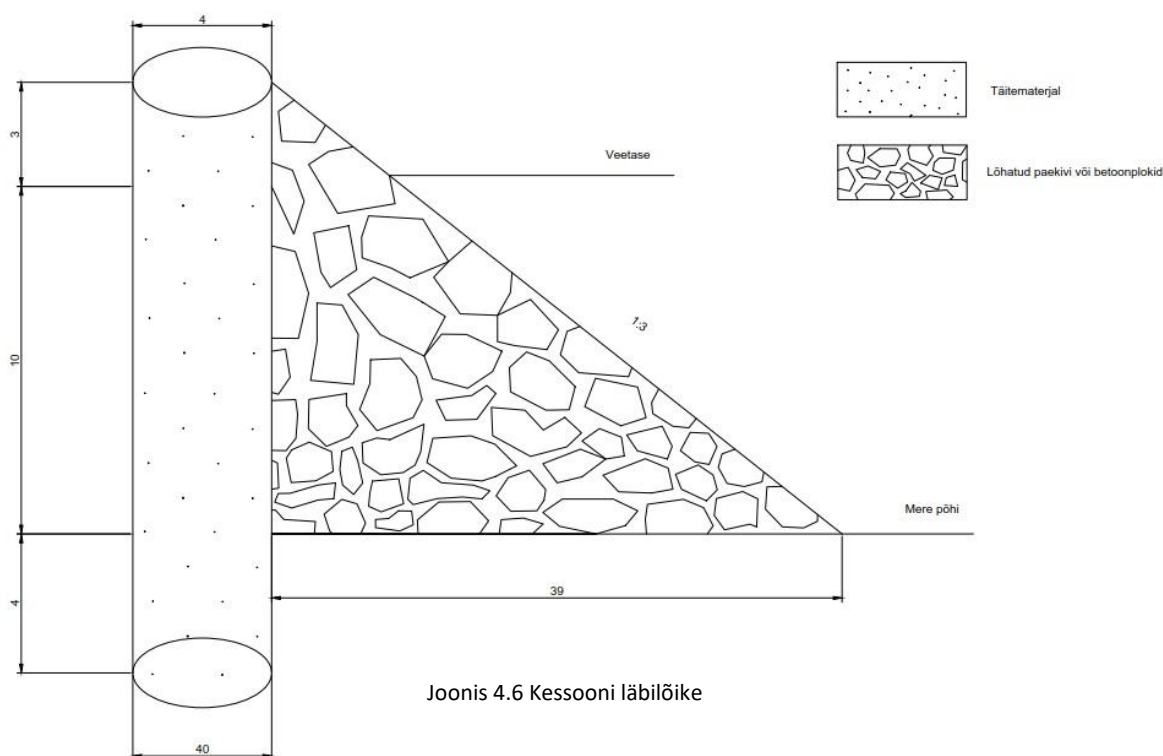 4
Täitematerjal
3
Veetase
Lõhatud paekivi või betoonplokid
1:3
10
Mere põhi
4
39
Joonis 4.6 Kessooni läbilõike
40